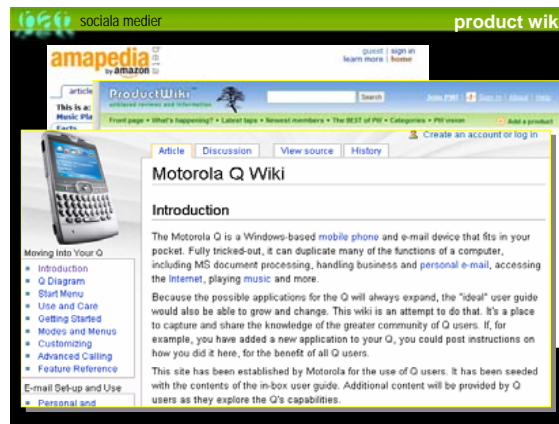 sociala medier
product wik
amapedia
beta
by amazon
guest | sign in
learn more | home
article
This is a:
Music Pla
Facts
ProductWiki
unbiased reviews and information
Search
Join PW! | Sign In | About | Help
Front page • What's happening? • Latest taps • Newest members • The BEST of PW • Categories • PW vision
Add a product
Create an account or log in
Article
Discussion
View source
History
Motorola Q Wiki
Introduction
The Motorola Q is a Windows-based mobile phone and e-mail device that fits in your
pocket. Fully tricked-out, it can duplicate many of the functions of a computer,
including MS document processing, handling business and personal e-mail, accessing
the Internet, playing music and more.
Because the possible applications for the Q will always expand, the "ideal" user guide
would also be able to grow and change. This wiki is an attempt to do that. It's a place
to capture and share the knowledge of the greater community of Q users. If, for
example, you have added a new application to your Q, you could post instructions on
how you did it here, for the benefit of all Q users.
This site has been established by Motorola for the use of Q users. It has been seeded
with the contents of the in-box user guide. Additional content will be provided by Q
users as they explore the Q's capabilities.
Moving Into Your Q
Introduction
Q Diagram
Start Menu
Use and Care
Getting Started
Modes and Menus
Customizing
Advanced Calling
Feature Reference
E-mail Set-up and Use
Personal and